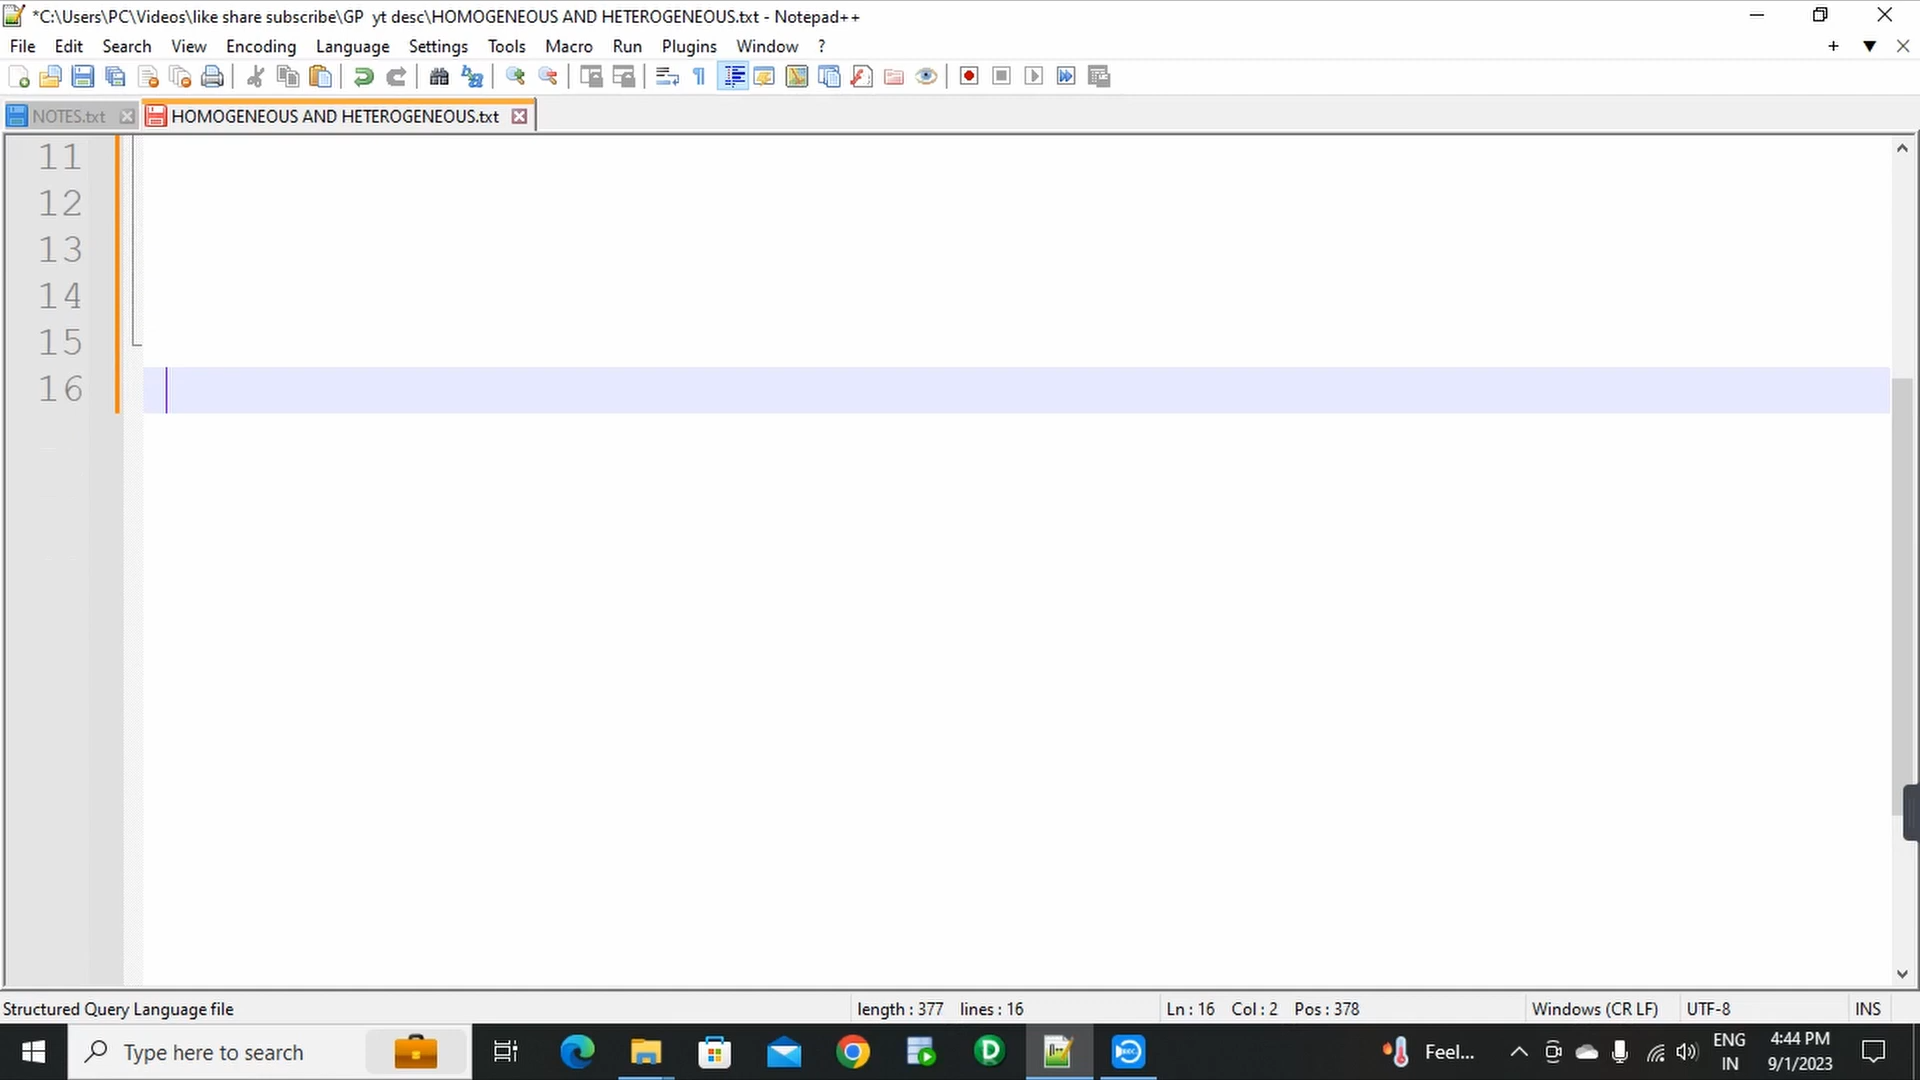 *C:\Users\PC\Videos\like share subscribe\GP  yt desc\HOMOGENEOUS AND HETEROGENEOUS.txt - Notepad++
File Edit Search View Encoding Language Settings Tools Macro Run Plugins Window ?
NOTES.txt HOMOGENEOUS AND HETEROGENEOUS.txt
11
12
13
14
15
16
Structured Query Language file length : 377 lines : 16 Ln : 16 Col : 2 Pos : 378 Windows (CR LF) UTF-8 INS
Type here to search Feel... ENG 4:44 PM
IN 9/1/2023